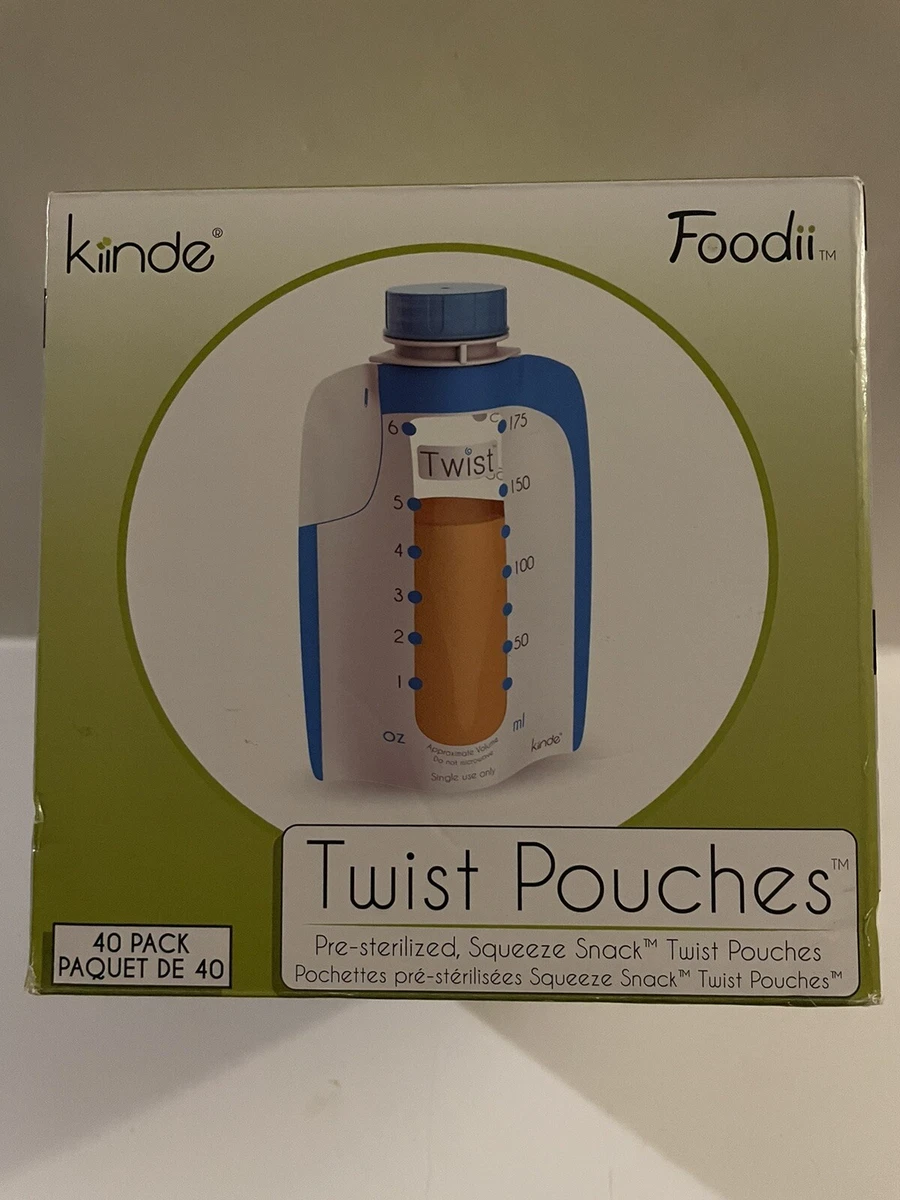 kiinde®
Foodii™
6
175
Twist
150
5
4
100
3
2
50
1
oz
ml
Approximate Volume
Do not microwave
Single use only
kiinde®
Twist Pouches™
Pre-sterilized, Squeeze Snack™ Twist Pouches
Pochettes pré-stérilisées Squeeze Snack™ Twist Pouches™
40 PACK
PAQUET DE 40